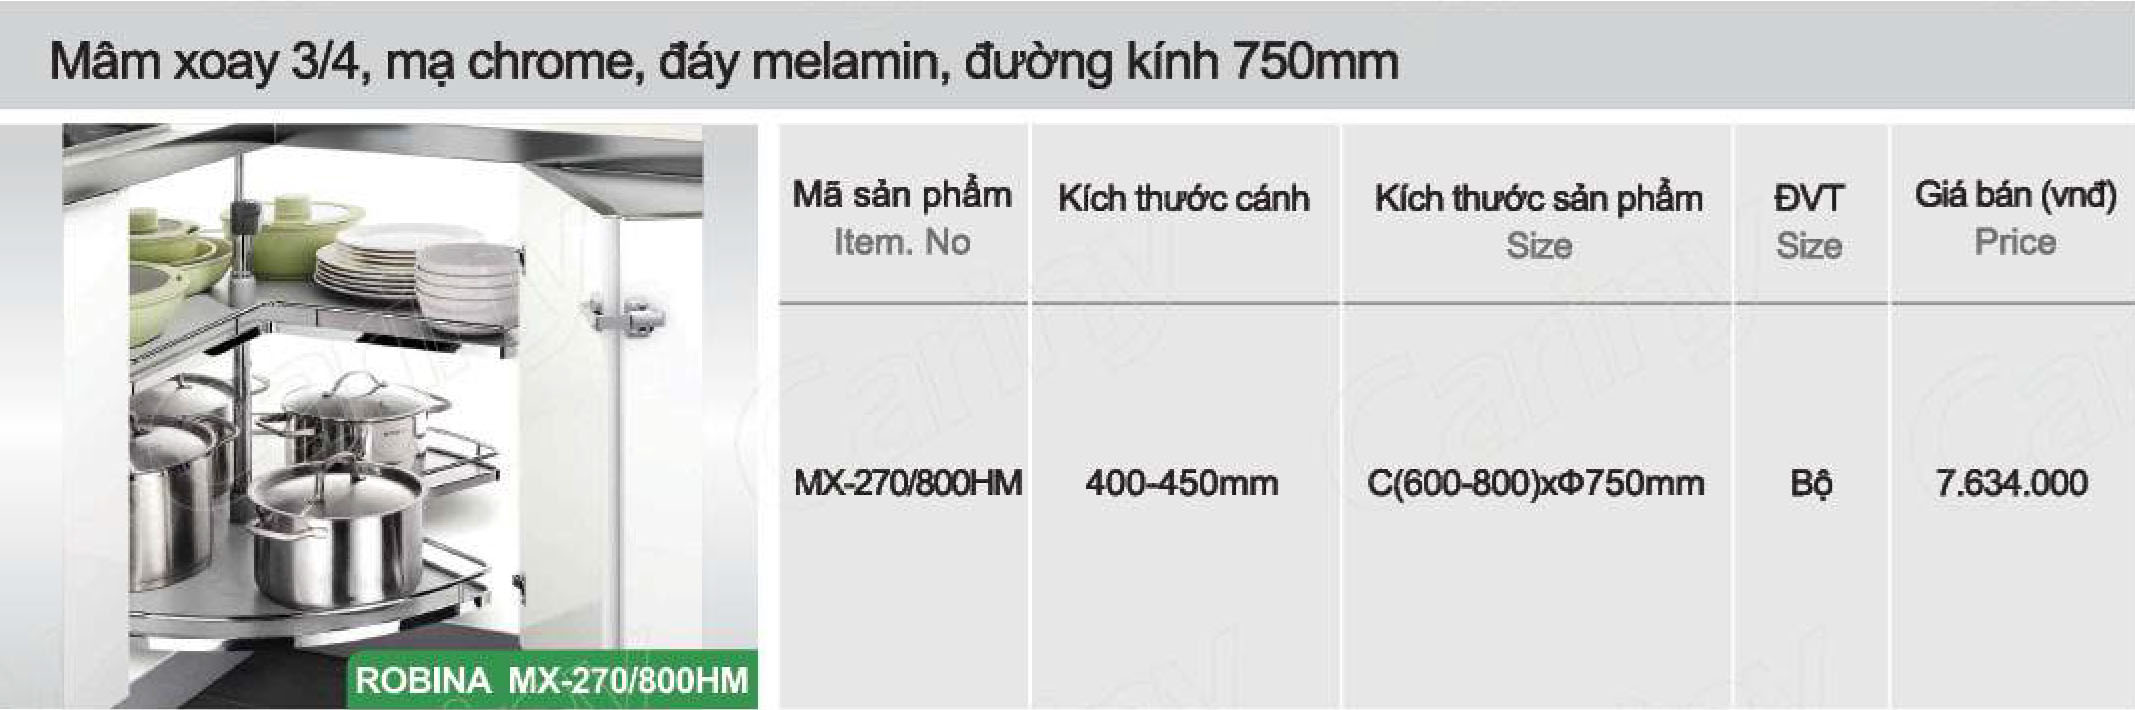 Mâm xoay 3/4, mạ chrome, đáy melamin, đường kính 750mm
Mã sản phẩm
Item. No
Kích thước cánh
Kích thước sản phẩm
Size
ĐVT
Size
Giá bán (vnđ)
Price
MX-270/800HM
400-450mm
C(600-800)xΦ750mm
Bộ
7.634.000
ROBINA MX-270/800HM